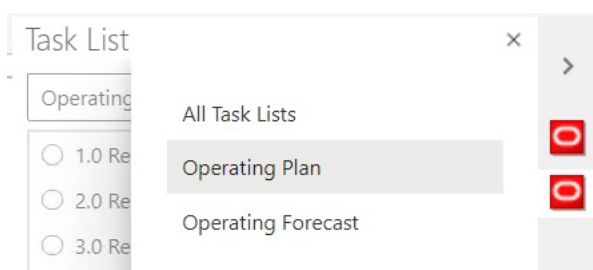 Task List
Operating
All Task Lists
1.0 Re
Operating Plan
2.0 Re
Operating Forecast
3.0 Re